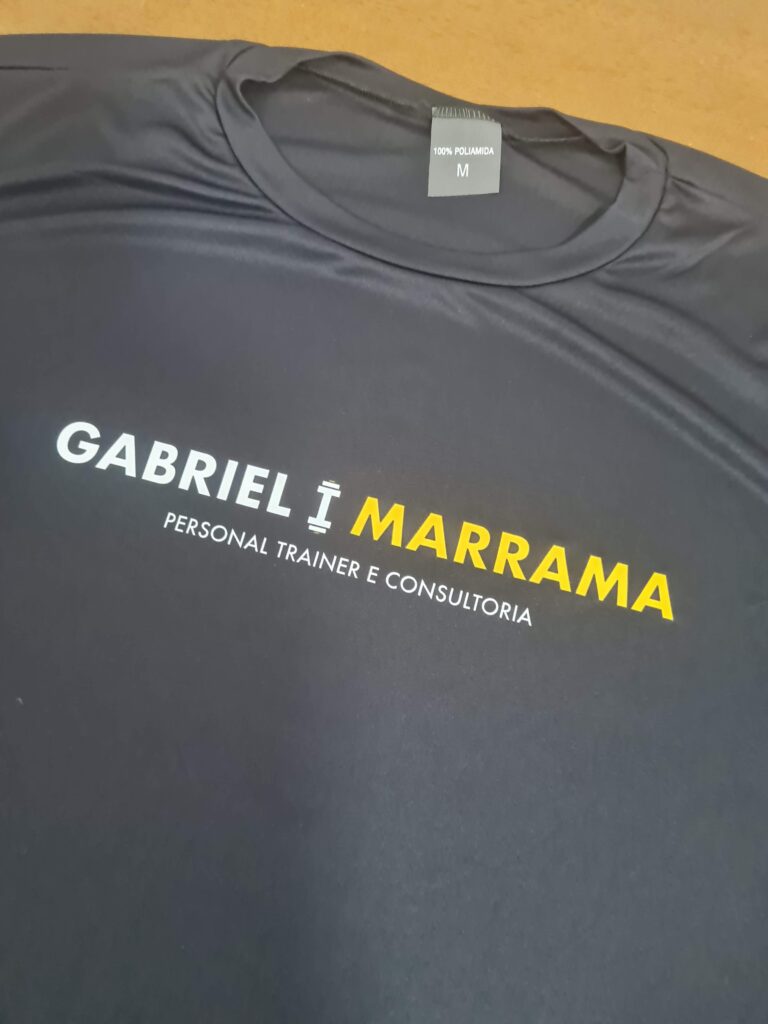 100% POLIAMIDA
M
GABRIEL MARRAMA
PERSONAL TRAINER E CONSULTORIA